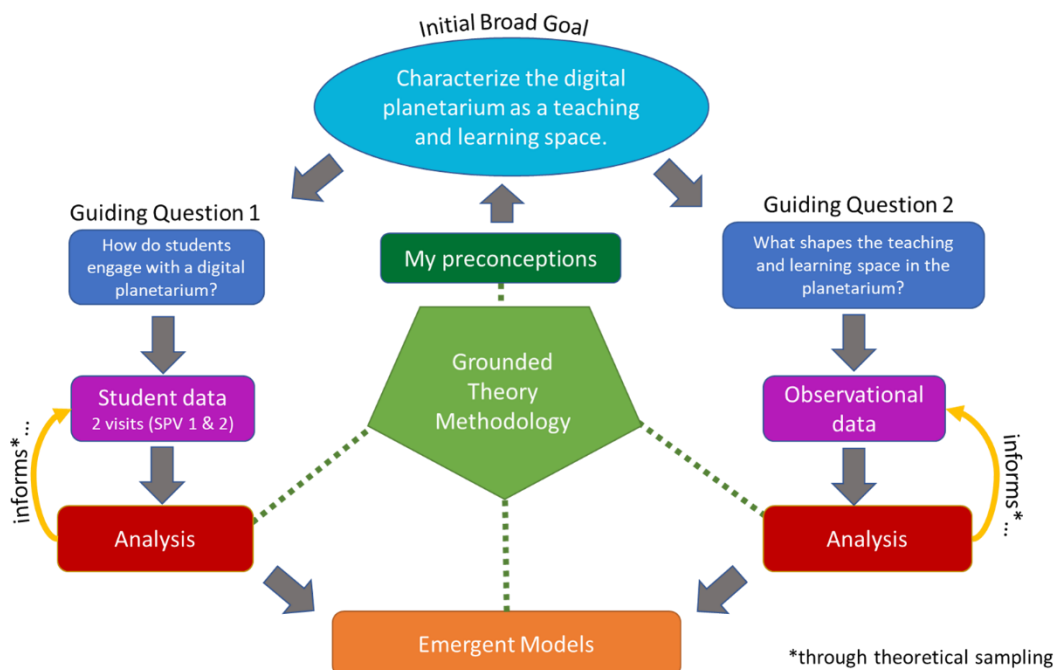 Initial Broad Goal
Characterize the digital
planetarium as a teaching
and learning space.
Guiding Question 1
How do students
engage with a digital
planetarium?
My preconceptions
Guiding Question 2
What shapes the teaching
and learning space in the
planetarium?
Grounded
Theory
Methodology
Student data
2 visits (SPV 1 & 2)
Observational
data
informs*...
informs*...
Analysis
Analysis
Emergent Models
*through theoretical sampling